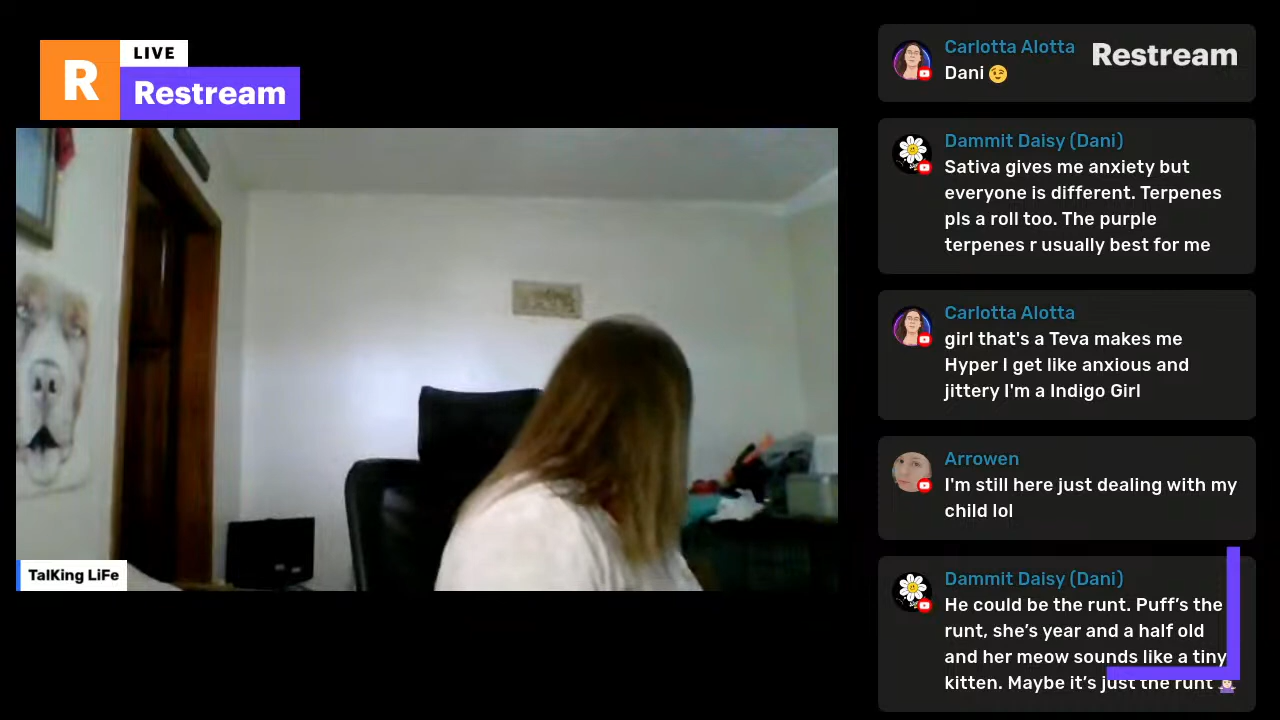 R
LIVE
Restream
TalKing LiFe
Restream
Carlotta Alotta
Dani 😉
Dammit Daisy (Dani)
Sativa gives me anxiety but
everyone is different. Terpenes
pls a roll too. The purple
terpenes r usually best for me
Carlotta Alotta
girl that's a Teva makes me
Hyper I get like anxious and
jittery I'm a Indigo Girl
Arrowen
I'm still here just dealing with my
child lol
Dammit Daisy (Dani)
He could be the runt. Puff’s the
runt, she’s year and a half old
and her meow sounds like a tiny
kitten. Maybe it’s just the runt 🤷🏻‍♀️